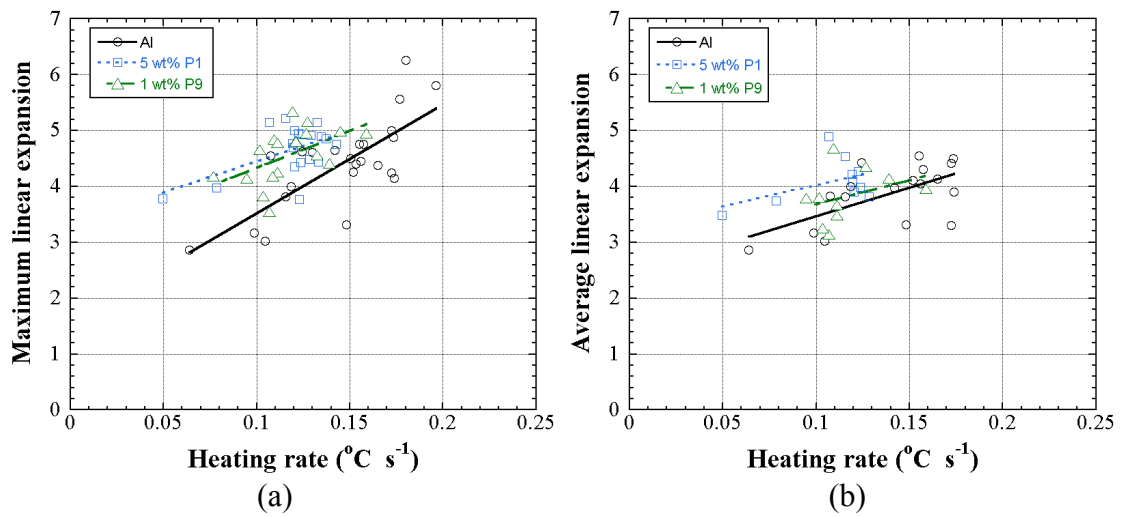 7
6
5
4
3
2
1
0
Maximum linear expansion
Al
5 wt% P1
1 wt% P9
0 0.05 0.1 0.15 0.2 0.25
Heating rate (°C s⁻¹)
(a)
7
6
5
4
3
2
1
0
Average linear expansion
Al
5 wt% P1
1 wt% P9
0 0.05 0.1 0.15 0.2 0.25
Heating rate (°C s⁻¹)
(b)